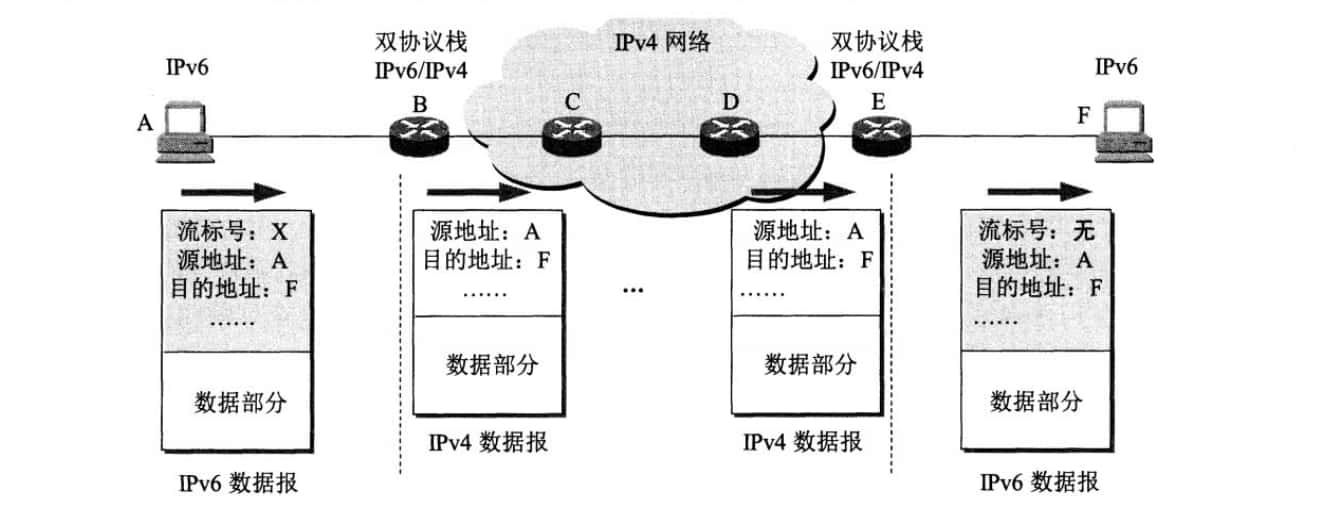 IPv6
双协议栈
IPv6/IPv4
IPv4 网络
双协议栈
IPv6/IPv4
IPv6
A
B
C
D
E
F
流标号：X
源地址：A
目的地址：F
……
数据部分
IPv6 数据报
源地址：A
目的地址：F
……
数据部分
IPv4 数据报
...
源地址：A
目的地址：F
……
数据部分
IPv4 数据报
流标号：无
源地址：A
目的地址：F
……
数据部分
IPv6 数据报